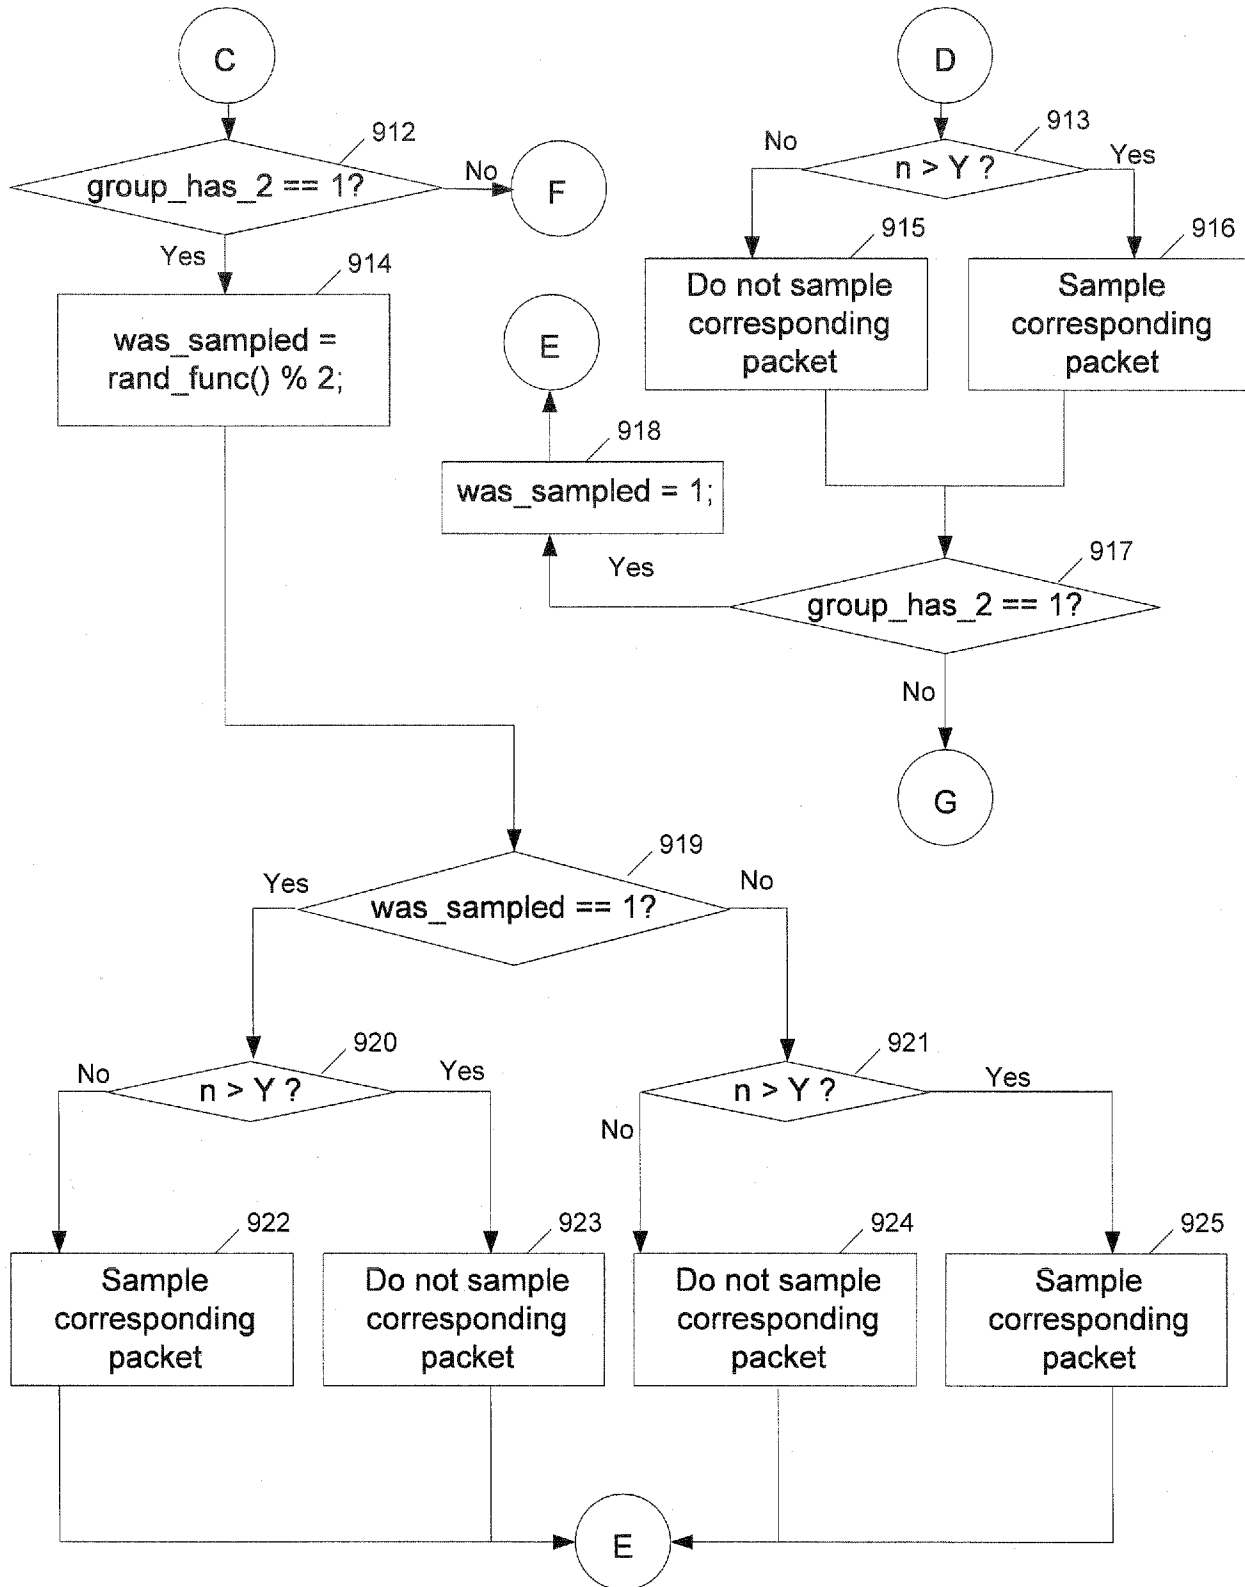 C
912
group_has_2 == 1?
No
F
Yes
914
was_sampled =
rand_func() % 2;
D
913
No
n > Y ?
Yes
915
Do not sample
corresponding
packet
916
Sample
corresponding
packet
E
918
was_sampled = 1;
Yes
917
group_has_2 == 1?
No
G
919
Yes
was_sampled == 1?
No
920
No
n > Y ?
Yes
921
n > Y ?
No
Yes
922
Sample
corresponding
packet
923
Do not sample
corresponding
packet
924
Do not sample
corresponding
packet
925
Sample
corresponding
packet
E